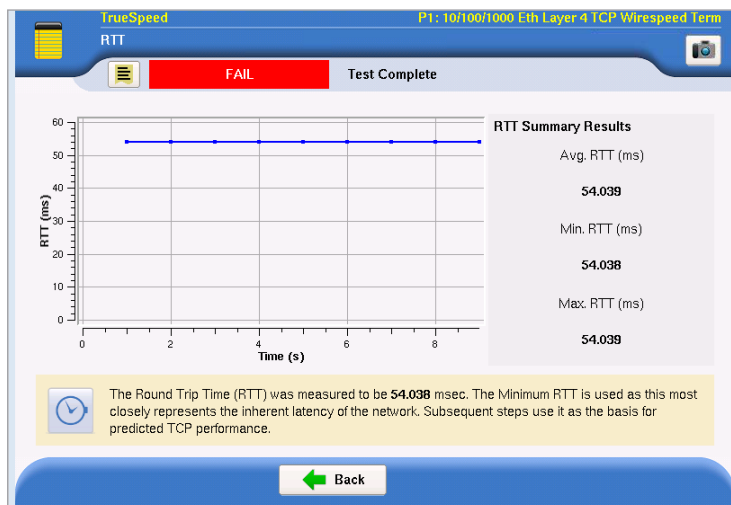 TrueSpeed
P1: 10/100/1000 Eth Layer 4 TCP Wirespeed Term
RTT
FAIL
Test Complete
60
50
40
30
20
10
0
RTT (ms)
0
2
4
6
8
Time (s)
RTT Summary Results
Avg. RTT (ms)
54.039
Min. RTT (ms)
54.038
Max. RTT (ms)
54.039
The Round Trip Time (RTT) was measured to be 54.038 msec. The Minimum RTT is used as this most
closely represents the inherent latency of the network. Subsequent steps use it as the basis for
predicted TCP performance.
Back